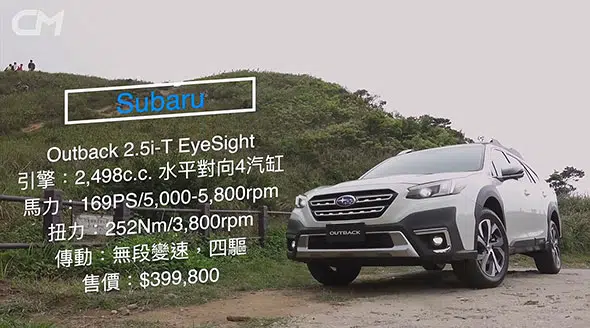 CM
Subaru
Outback 2.5i-T EyeSight
引擎：2,498c.c. 水平對向4汽缸
馬力：169PS/5,000-5,800rpm
扭力：252Nm/3,800rpm
傳動：無段變速；四驅
售價：$399,800
OUTBACK